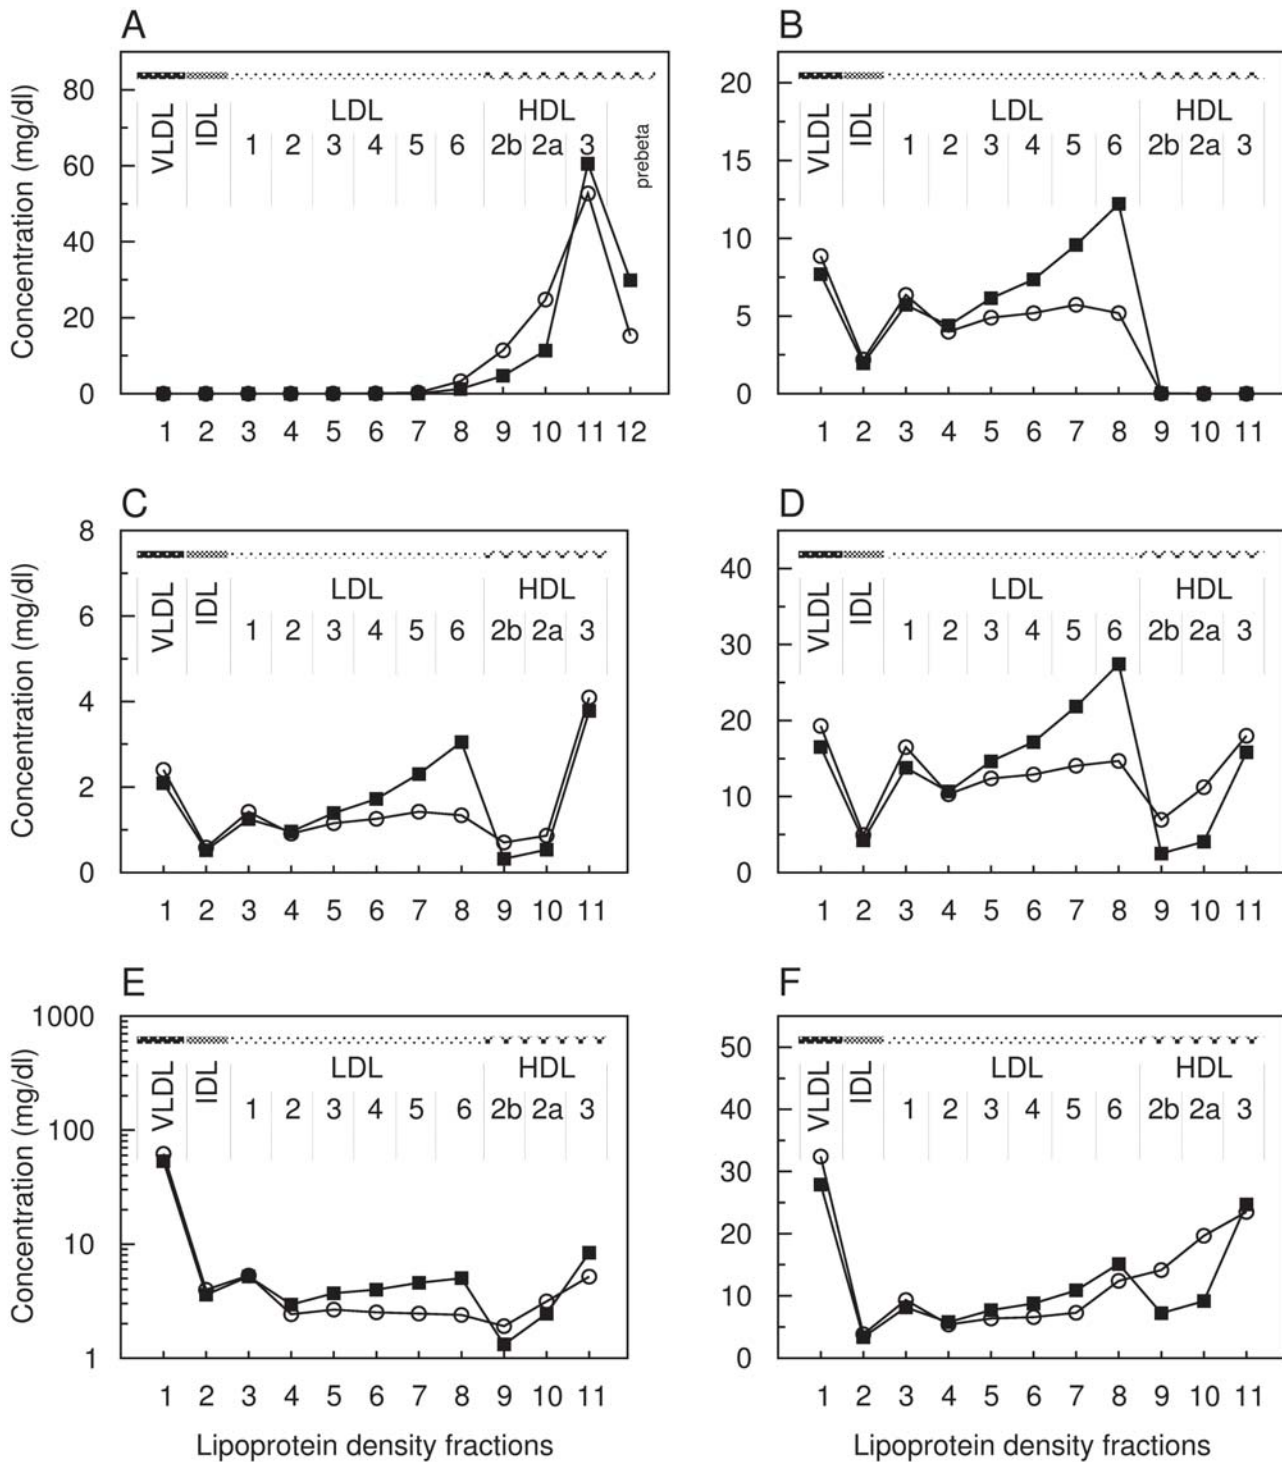 A
Concentration (mg/dl)
80
60
40
20
0
VLDL
IDL
LDL
HDL
1 2 3 4 5 6 2b 2a 3
prebeta
1 2 3 4 5 6 7 8 9 10 11 12
B
20
15
10
5
0
VLDL
IDL
LDL
HDL
1 2 3 4 5 6 2b 2a 3
1 2 3 4 5 6 7 8 9 10 11
C
Concentration (mg/dl)
8
6
4
2
0
VLDL
IDL
LDL
HDL
1 2 3 4 5 6 2b 2a 3
1 2 3 4 5 6 7 8 9 10 11
D
40
30
20
10
0
VLDL
IDL
LDL
HDL
1 2 3 4 5 6 2b 2a 3
1 2 3 4 5 6 7 8 9 10 11
E
Concentration (mg/dl)
1000
100
10
1
VLDL
IDL
LDL
HDL
1 2 3 4 5 6 2b 2a 3
1 2 3 4 5 6 7 8 9 10 11
Lipoprotein density fractions
F
50
40
30
20
10
0
VLDL
IDL
LDL
HDL
1 2 3 4 5 6 2b 2a 3
1 2 3 4 5 6 7 8 9 10 11
Lipoprotein density fractions